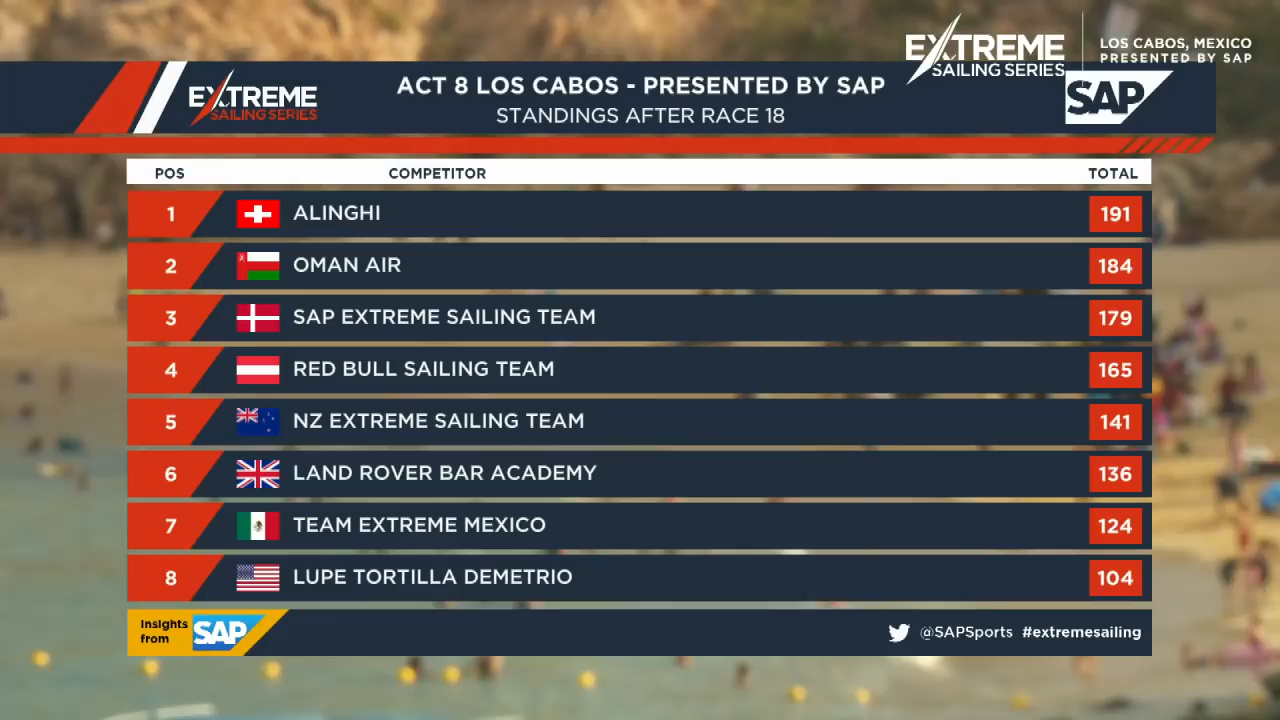 EXTREME
SAILING SERIES
LOS CABOS, MEXICO
PRESENTED BY SAP
EXTREME
SAILING SERIES
ACT 8 LOS CABOS - PRESENTED BY SAP
STANDINGS AFTER RACE 18
SAP
POS COMPETITOR TOTAL
1 ALINGHI 191
2 OMAN AIR 184
3 SAP EXTREME SAILING TEAM 179
4 RED BULL SAILING TEAM 165
5 NZ EXTREME SAILING TEAM 141
6 LAND ROVER BAR ACADEMY 136
7 TEAM EXTREME MEXICO 124
8 LUPE TORTILLA DEMETRIO 104
Insights
from
SAP
@SAPSports #extremesailing